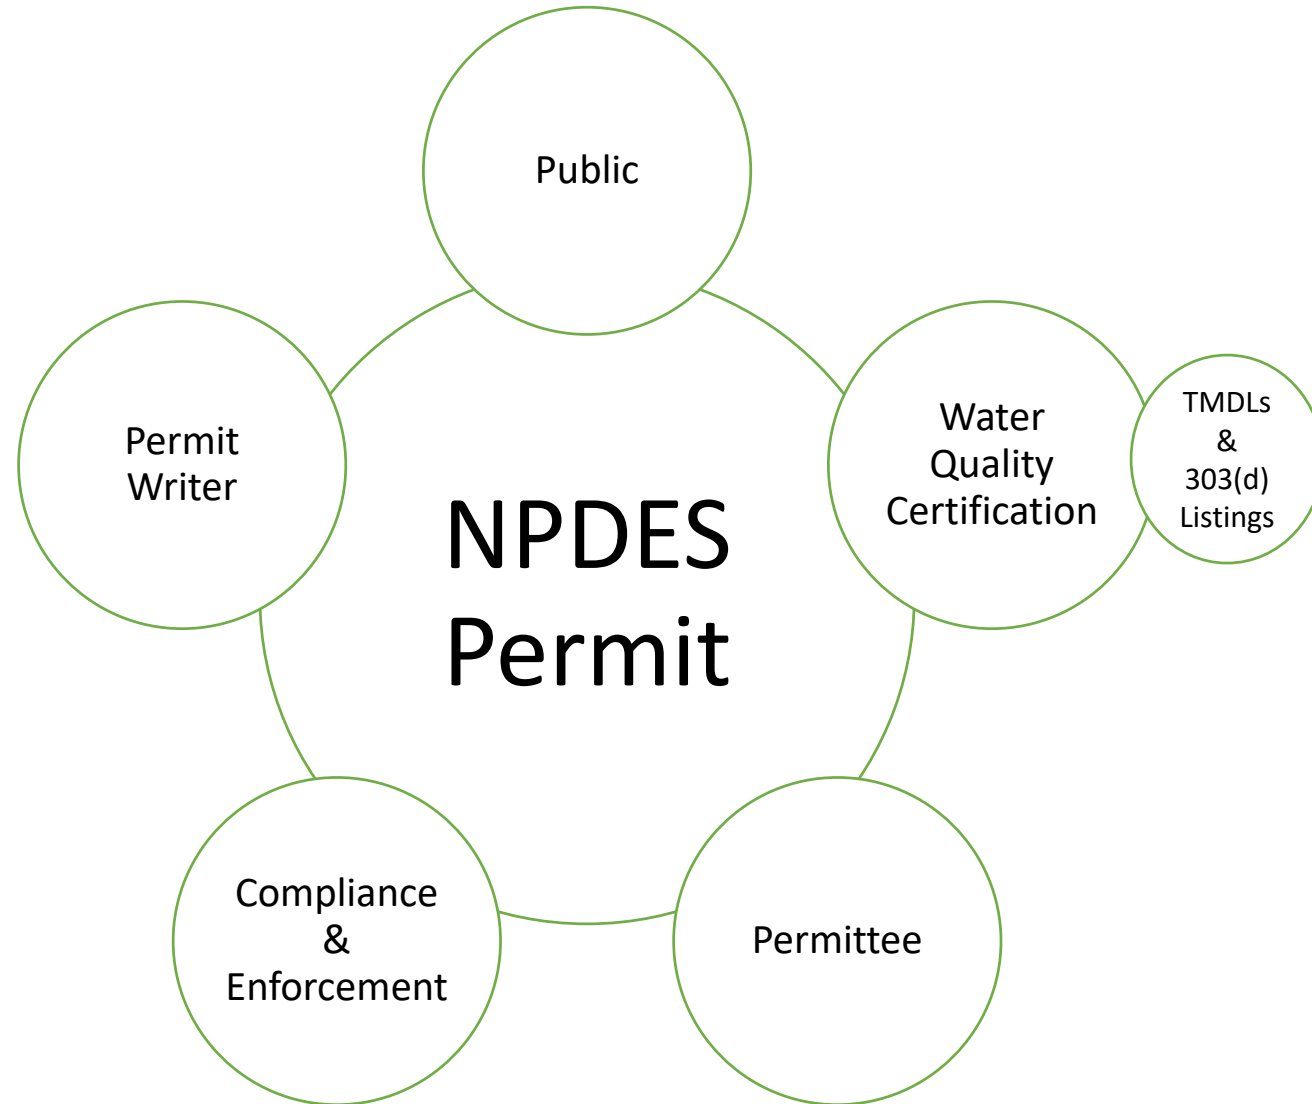 Public
Permit
Writer
Water
Quality
Certification
TMDLs
&
303(d)
Listings
NPDES
Permit
Compliance
&
Enforcement
Permittee